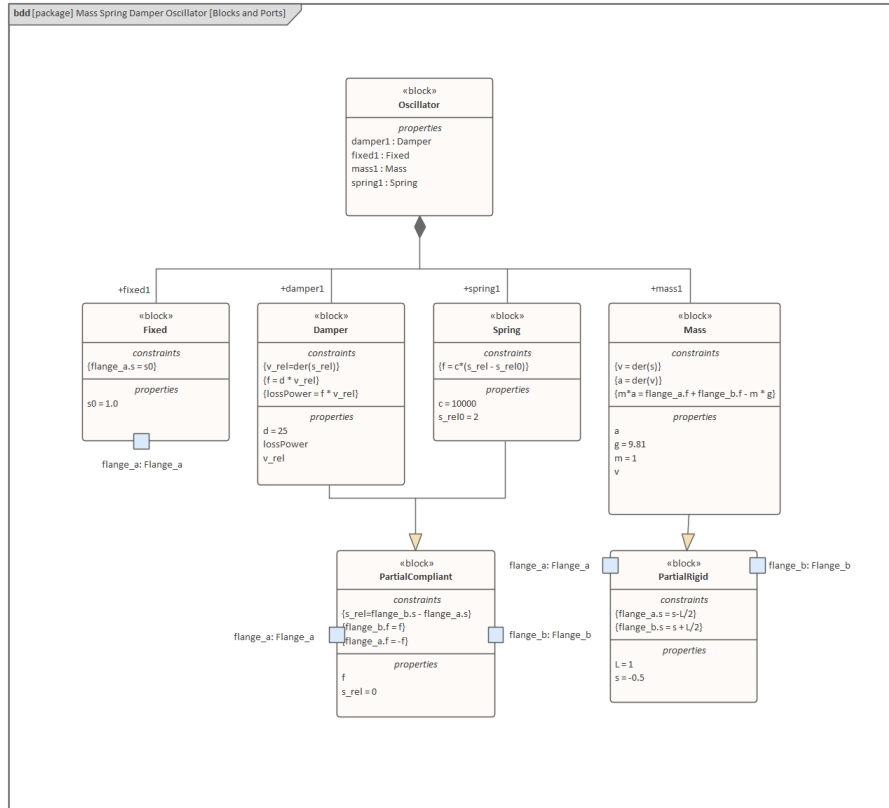 bdd [package] Mass Spring Damper Oscillator [Blocks and Ports]
«block»
Oscillator
properties
damper1 : Damper
fixed1 : Fixed
mass1 : Mass
spring1 : Spring
+fixed1
+damper1
+spring1
+mass1
«block»
Fixed
constraints
{flange_a.s = s0}
properties
s0 = 1.0
flange_a: Flange_a
«block»
Damper
constraints
{v_rel=der(s_rel)}
{f = d * v_rel}
{lossPower = f * v_rel}
properties
d = 25
lossPower
v_rel
«block»
Spring
constraints
{f = c*(s_rel - s_rel0)}
properties
c = 10000
s_rel0 = 2
«block»
Mass
constraints
{v = der(s)}
{a = der(v)}
{m*a = flange_a.f + flange_b.f - m * g}
properties
a
g = 9.81
m = 1
v
«block»
PartialCompliant
constraints
{s_rel=flange_b.s - flange_a.s}
{flange_b.f = f}
{flange_a.f = -f}
properties
f
s_rel = 0
flange_a: Flange_a
flange_b: Flange_b
flange_a: Flange_a
«block»
PartialRigid
constraints
{flange_a.s = s-L/2}
{flange_b.s = s + L/2}
properties
L = 1
s = -0.5
flange_b: Flange_b